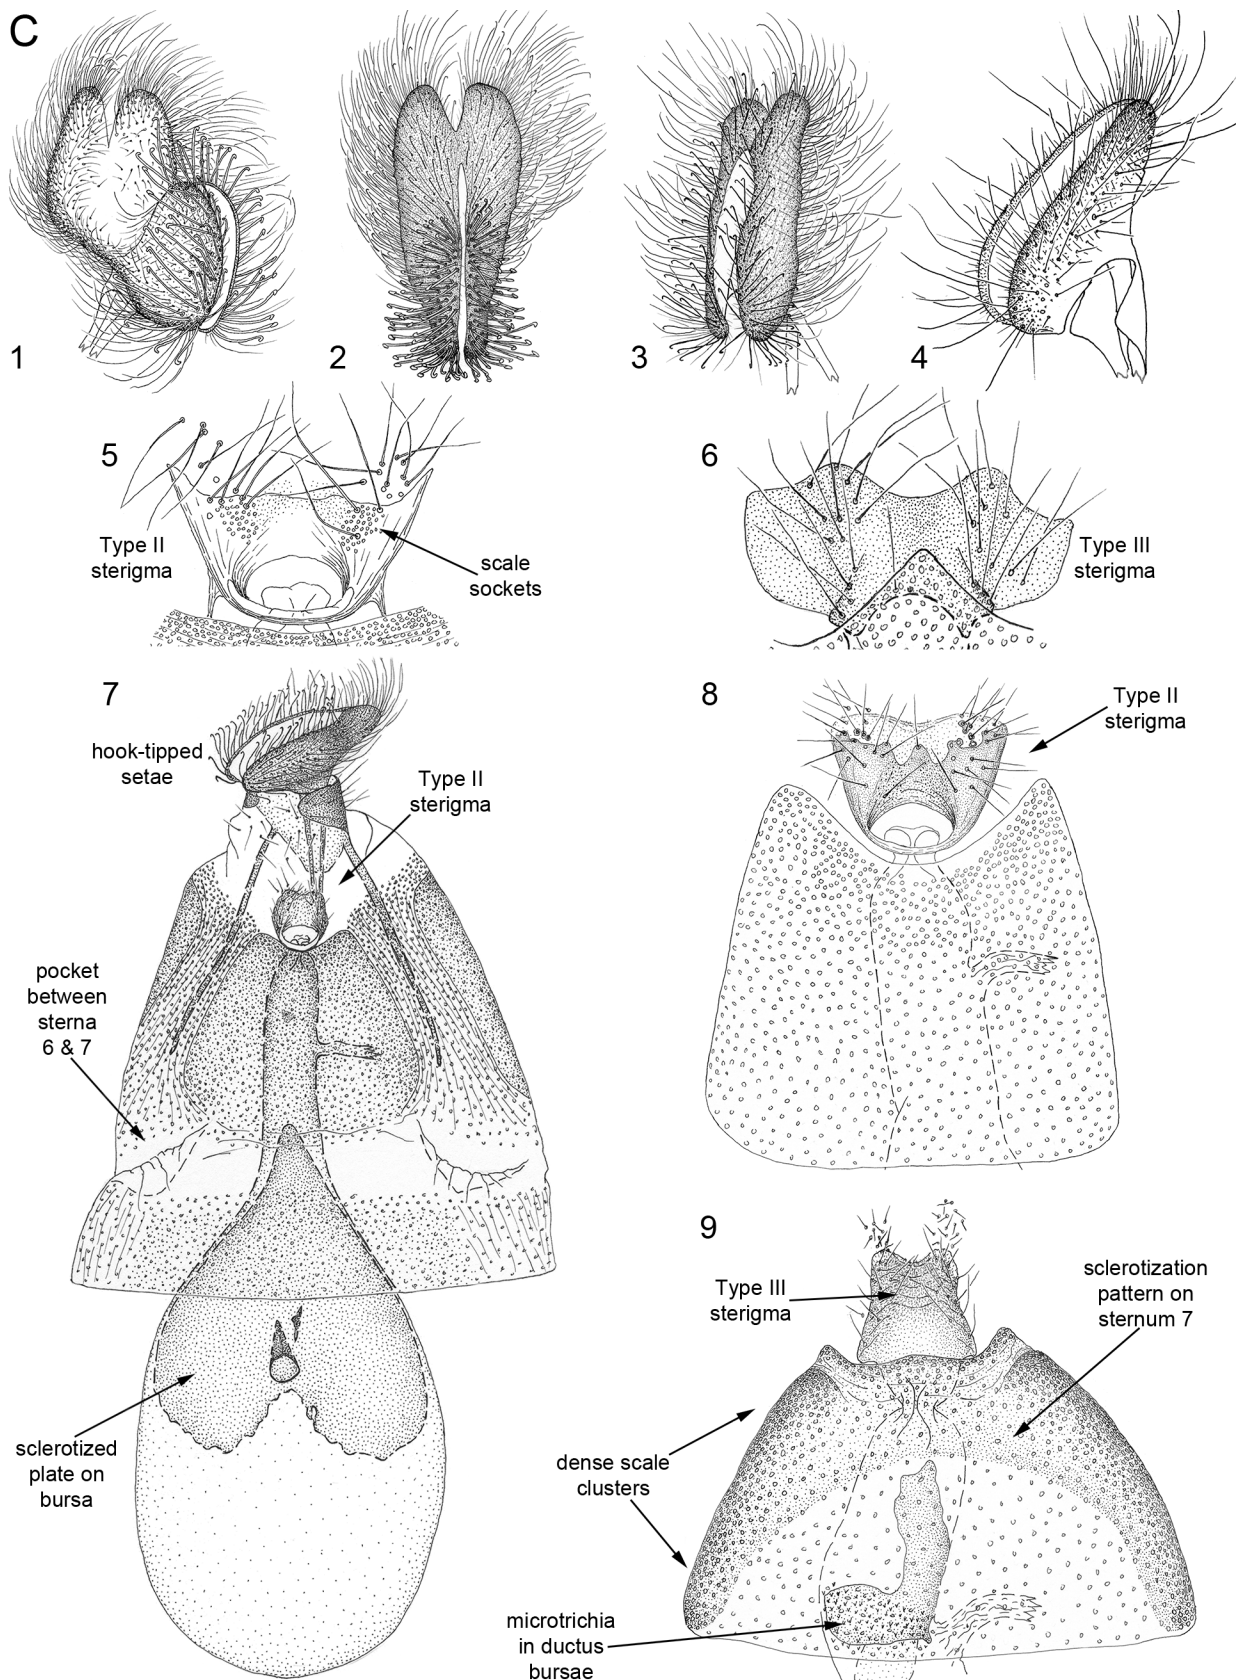 C
1
2
3
4
5
Type II
sterigma
scale
sockets
6
Type III
sterigma
7
hook-tipped
setae
Type II
sterigma
pocket
between
sterna
6 & 7
sclerotized
plate on
bursa
8
Type II
sterigma
9
Type III
sterigma
sclerotization
pattern on
sternum 7
dense scale
clusters
microtrichia
in ductus
bursae